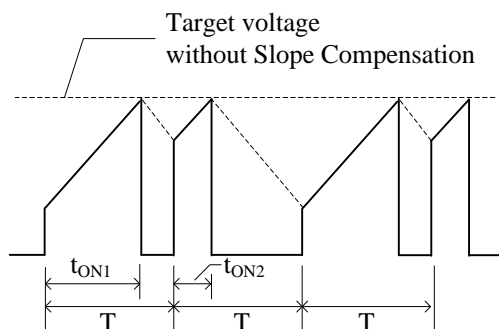 Target voltage
without Slope Compensation
tON1
tON2
T
T
T